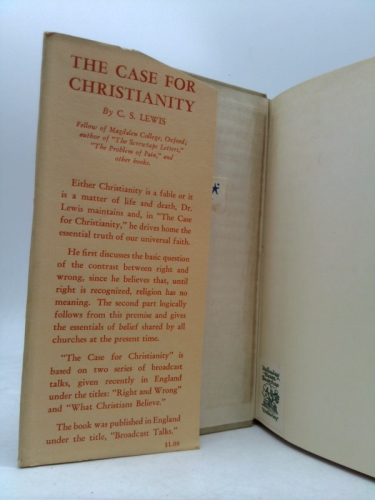 THE CASE FOR
CHRISTIANITY
By C. S. LEWIS
Fellow of Magdalen College, Oxford;
author of "The Screwtape Letters,"
"The Problem of Pain," and
other books.
Either Christianity is a fable or it
is a matter of life and death, Dr.
Lewis maintains and, in "The Case
for Christianity," he drives home the
essential truth of our universal faith.
He first discusses the basic question
of the contrast between right and
wrong, since he believes that, until
right is recognized, religion has no
meaning. The second part logically
follows from this premise and gives
the essentials of belief shared by all
churches at the present time.
"The Case for Christianity" is
based on two series of broadcast
talks, given recently in England
under the titles: "Right and Wrong"
and "What Christians Believe."
The book was published in England
under the title, "Broadcast Talks."